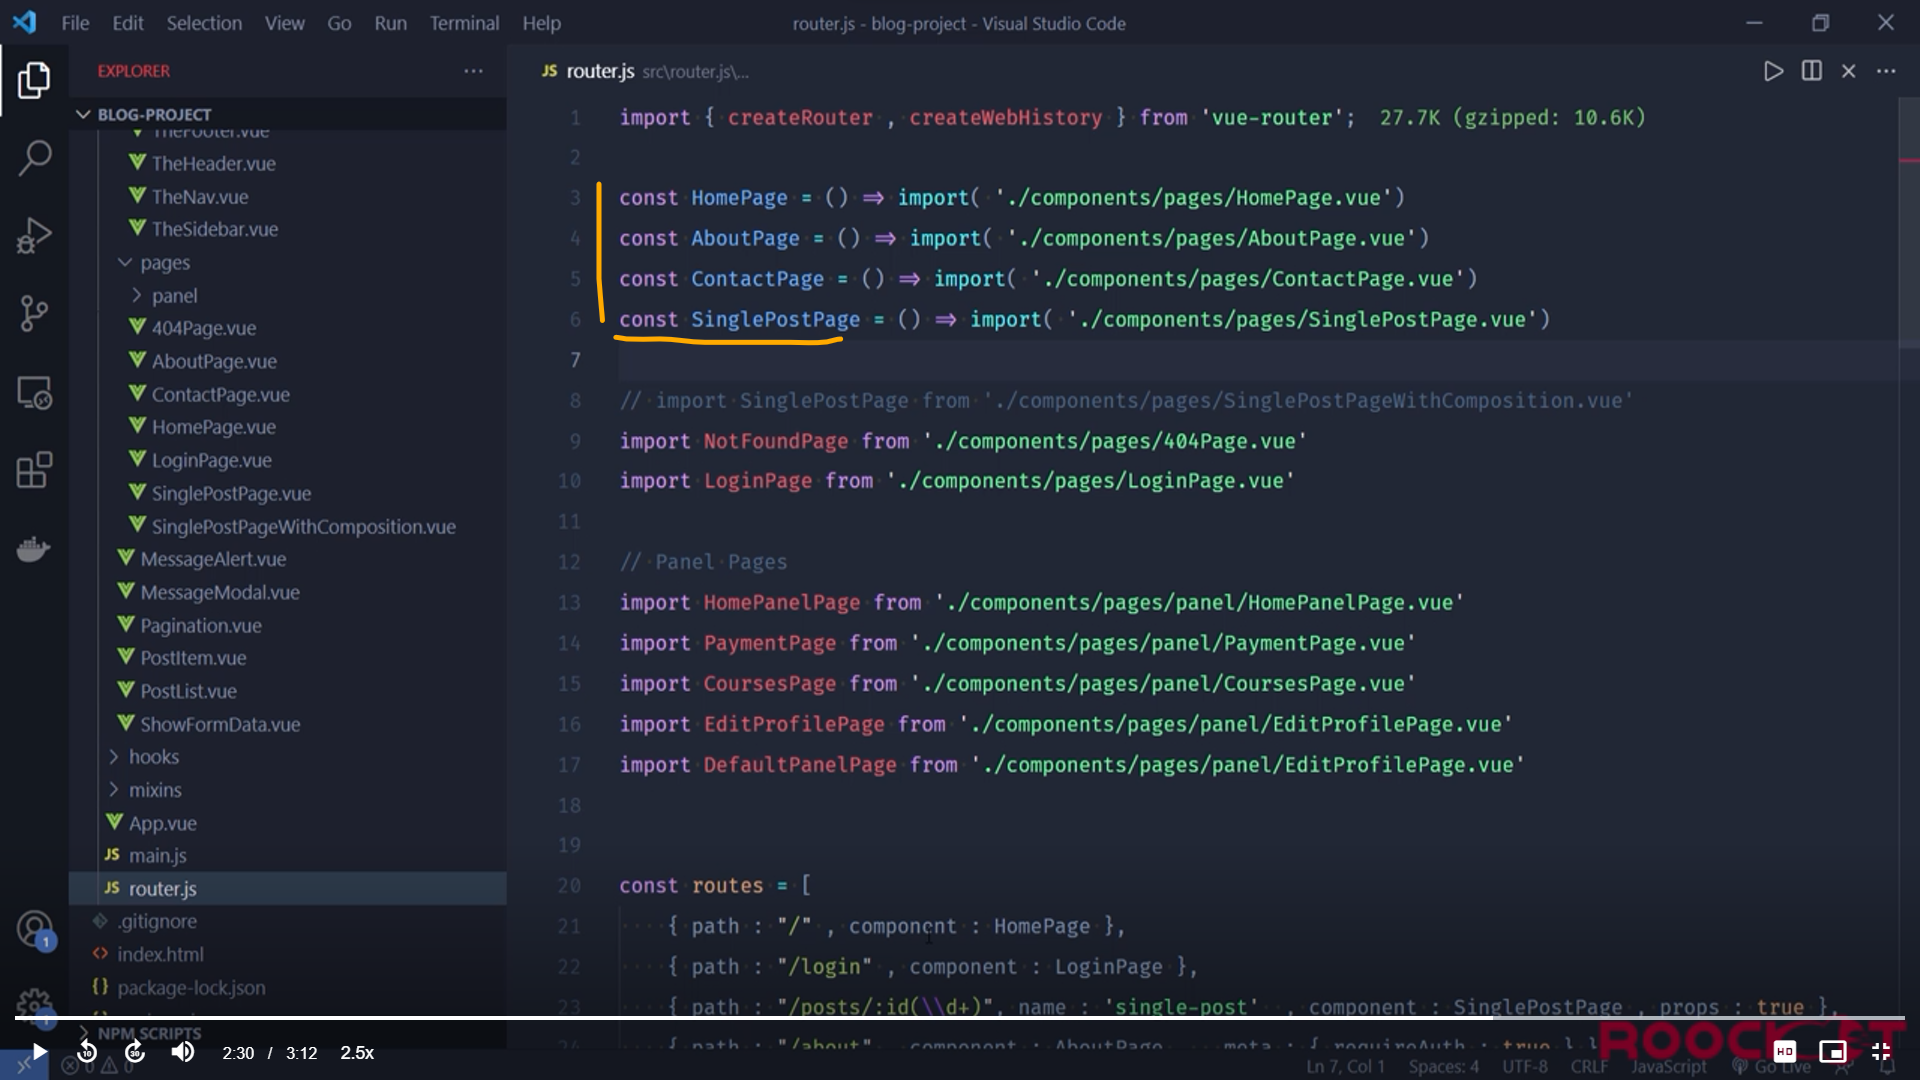 File Edit Selection View Go Run Terminal Help
router.js - blog-project - Visual Studio Code
EXPLORER
BLOG-PROJECT
TheFooter.vue
TheHeader.vue
TheNav.vue
TheSidebar.vue
pages
panel
404Page.vue
AboutPage.vue
ContactPage.vue
HomePage.vue
LoginPage.vue
SinglePostPage.vue
SinglePostPageWithComposition.vue
MessageAlert.vue
MessageModal.vue
Pagination.vue
PostItem.vue
PostList.vue
ShowFormData.vue
hooks
mixins
App.vue
JS main.js
JS router.js
.gitignore
index.html
{} package-lock.json
NPM SCRIPTS
1
1
JS router.js src\router.js\...
1 import { createRouter , createWebHistory } from 'vue-router'; 27.7K (gzipped: 10.6K)
2
3 const HomePage = () ⇒ import( './components/pages/HomePage.vue')
4 const AboutPage = () ⇒ import( './components/pages/AboutPage.vue')
5 const ContactPage = () ⇒ import( './components/pages/ContactPage.vue')
6 const SinglePostPage = () ⇒ import( './components/pages/SinglePostPage.vue')
7
8 // import SinglePostPage from './components/pages/SinglePostPageWithComposition.vue'
9 import NotFoundPage from './components/pages/404Page.vue'
10 import LoginPage from './components/pages/LoginPage.vue'
11
12 // Panel Pages
13 import HomePanelPage from './components/pages/panel/HomePanelPage.vue'
14 import PaymentPage from './components/pages/panel/PaymentPage.vue'
15 import CoursesPage from './components/pages/panel/CoursesPage.vue'
16 import EditProfilePage from './components/pages/panel/EditProfilePage.vue'
17 import DefaultPanelPage from './components/pages/panel/EditProfilePage.vue'
18
19
20 const routes = [
21 { path : "/" , component : HomePage },
22 { path : "/login" , component : LoginPage },
23 { path : "/posts/:id(\\d+)", name : 'single-post' , component : SinglePostPage , props : true },
24 { path : "/about" , component : AboutPage , meta : { requireAuth : true } }
ROOCKET
10 30 2:30 / 3:12 2.5x HD
0 0 0
Ln 7, Col 1 Spaces: 4 UTF-8 CRLF JavaScript Go Live